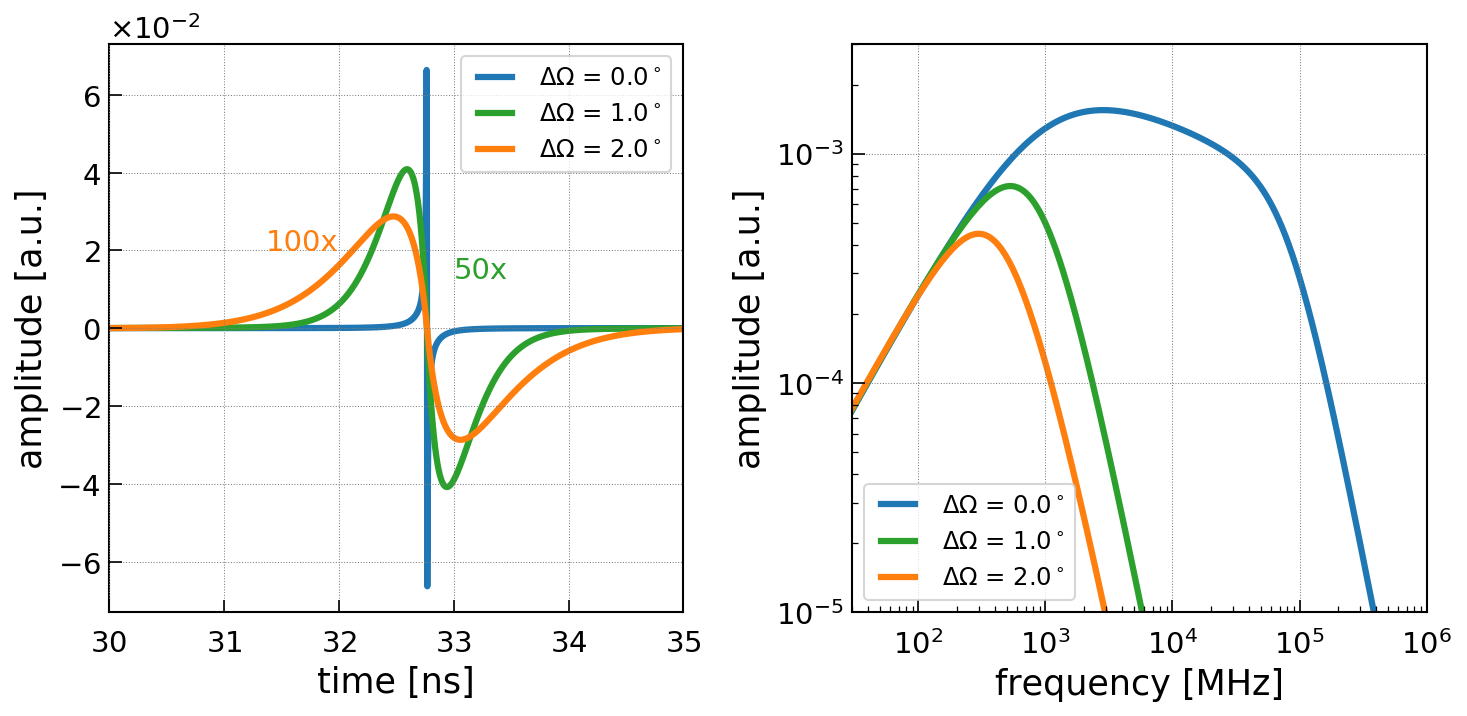 ×10⁻²
amplitude [a.u.]
6
4
2
0
−2
−4
−6
ΔΩ = 0.0°
ΔΩ = 1.0°
ΔΩ = 2.0°
100x
50x
30 31 32 33 34 35
time [ns]
amplitude [a.u.]
10⁻³
10⁻⁴
10⁻⁵
ΔΩ = 0.0°
ΔΩ = 1.0°
ΔΩ = 2.0°
10² 10³ 10⁴ 10⁵ 10⁶
frequency [MHz]